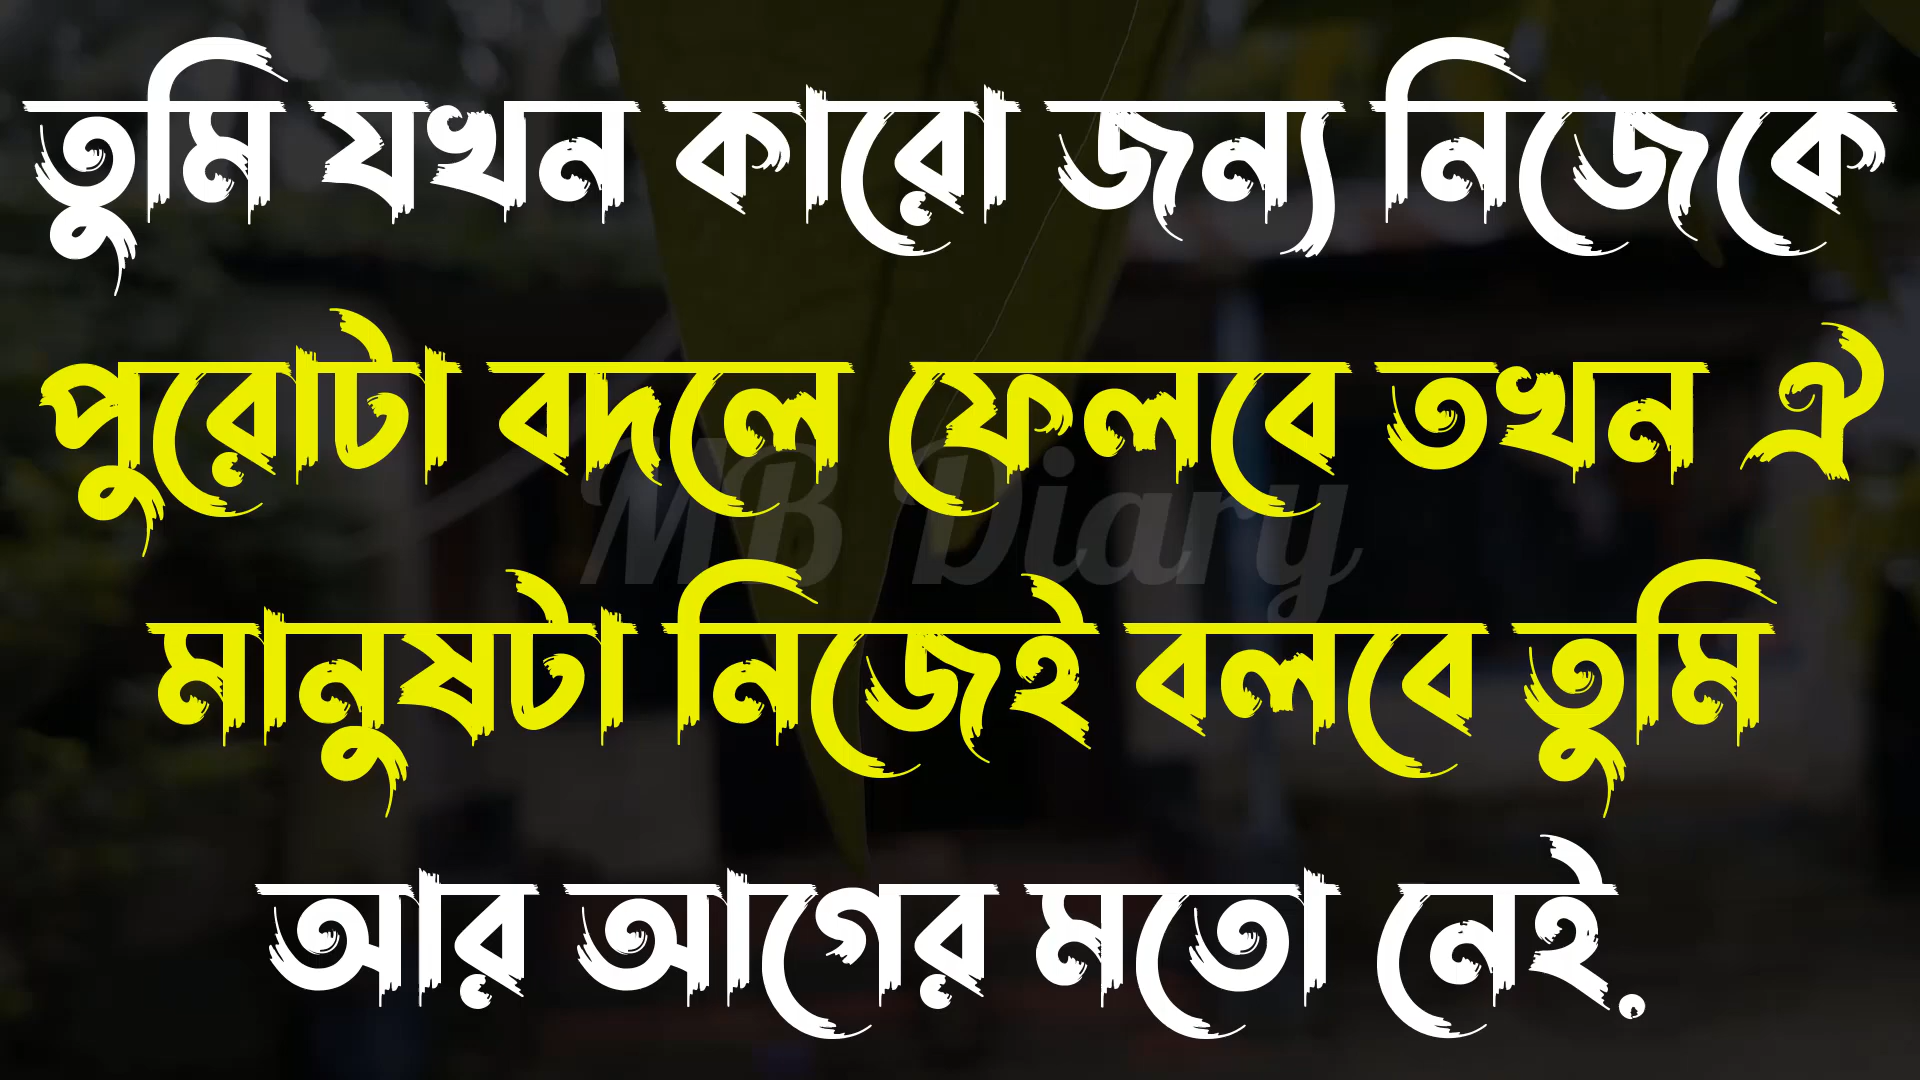 তুমি যখন কারো জন্য নিজেকে
পুরোটা বদলে ফেলবে তখন ঐ
MB Diary
মানুষটা নিজেই বলবে তুমি
আর আগের মতো নেই.